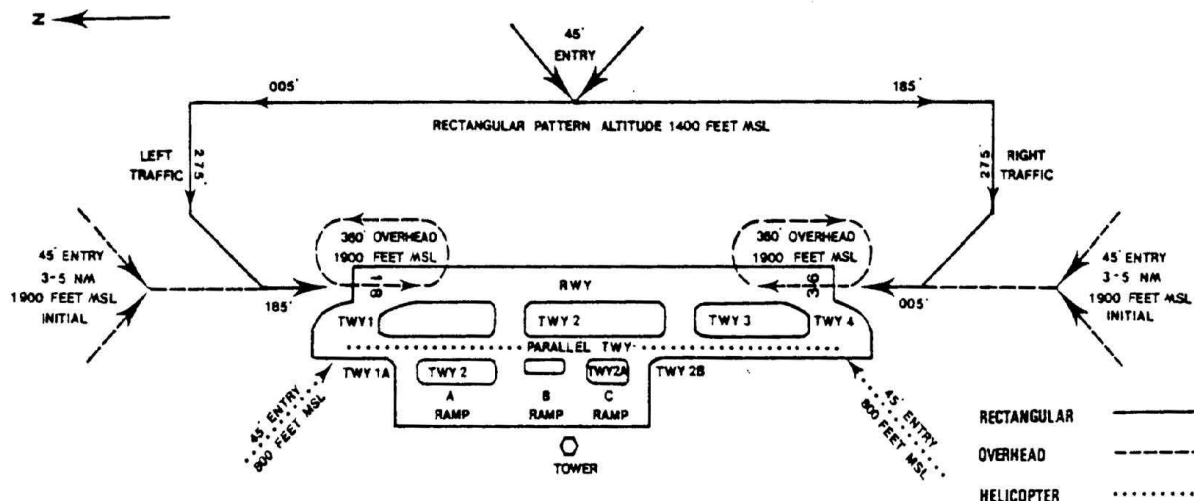 N
45°
ENTRY
005°
185°
RECTANGULAR PATTERN ALTITUDE 1400 FEET MSL
LEFT
TRAFFIC
275°
RIGHT
TRAFFIC
275°
45° ENTRY
3-5 NM
1900 FEET MSL
INITIAL
360° OVERHEAD
1900 FEET MSL
360° OVERHEAD
1900 FEET MSL
45° ENTRY
3-5 NM
1900 FEET MSL
INITIAL
185°
18
RWY
36
005°
TWY 1
TWY 2
TWY 3
TWY 4
PARALLEL TWY
TWY 1A
TWY 2
TWY2A
TWY 2B
A
RAMP
B
RAMP
C
RAMP
45° ENTRY
800 FEET MSL
45° ENTRY
800 FEET MSL
TOWER
RECTANGULAR
OVERHEAD
HELICOPTER